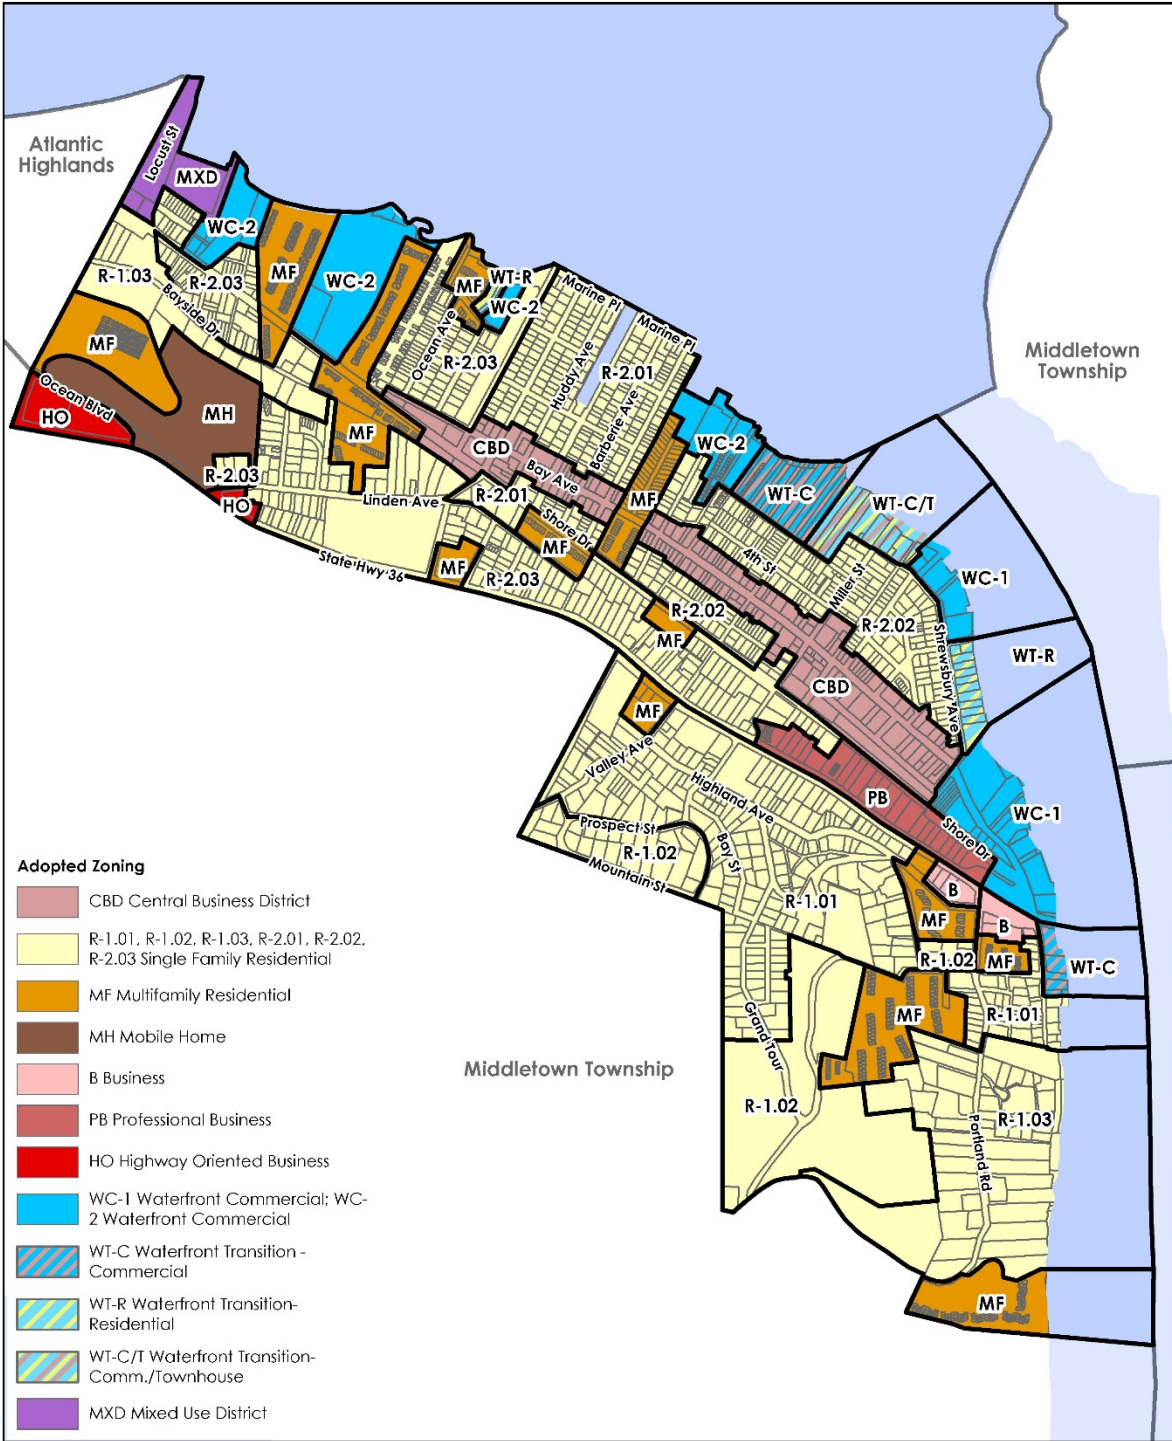 Atlantic
Highlands
Locust St
MXD
WC-2
R-1.03
R-2.03
MF
WC-2
MF
WT-R
WC-2
Marine Pl
Marine Pl
Bayside Dr
Ocean Ave
R-2.03
Huddy Ave
R-2.01
Barberie Ave
Middletown
Township
MF
Ocean Blvd
HO
MH
MF
CBD
Bay Ave
WC-2
WT-C
WT-C/T
R-2.03
HO
Linden Ave
R-2.01
Shore Dr
MF
MF
4th St
Miller St
WC-1
State Hwy 36
MF
R-2.03
R-2.02
MF
R-2.02
Shrewsbury Ave
WT-R
MF
CBD
Valley Ave
Highland Ave
PB
Shore Dr
WC-1
Prospect St
R-1.02
Mountain St
Bay St
R-1.01
B
MF
B
R-1.02
MF
WT-C
MF
R-1.01
Grand Tour
Middletown Township
R-1.02
R-1.03
Portland Rd
MF
Adopted Zoning
CBD Central Business District
R-1.01, R-1.02, R-1.03, R-2.01, R-2.02,
R-2.03 Single Family Residential
MF Multifamily Residential
MH Mobile Home
B Business
PB Professional Business
HO Highway Oriented Business
WC-1 Waterfront Commercial; WC-
2 Waterfront Commercial
WT-C Waterfront Transition -
Commercial
WT-R Waterfront Transition-
Residential
WT-C/T Waterfront Transition-
Comm./Townhouse
MXD Mixed Use District